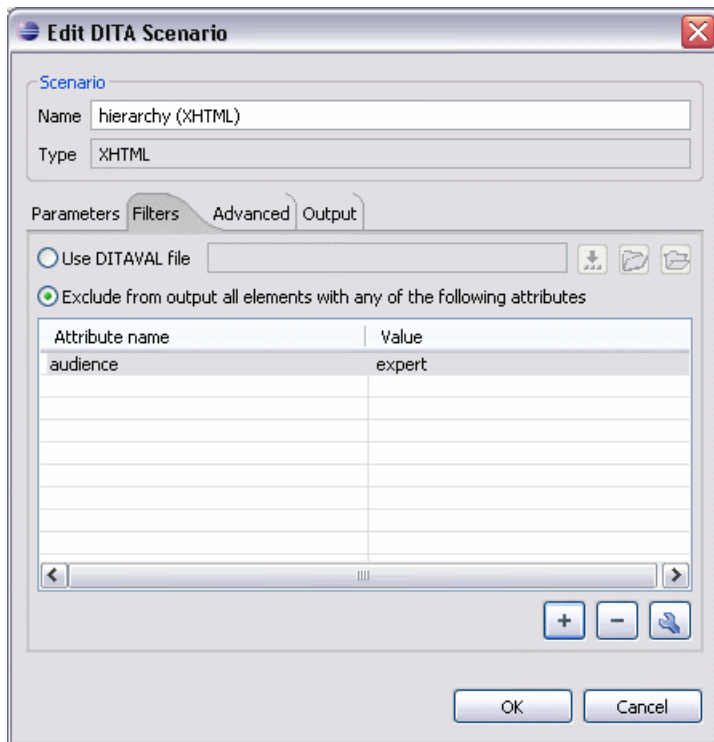 Edit DITA Scenario
Scenario
Name hierarchy (XHTML)
Type XHTML
Parameters Filters Advanced Output
Use DITAVAL file
Exclude from output all elements with any of the following attributes
Attribute name Value
audience expert
+ −
OK Cancel